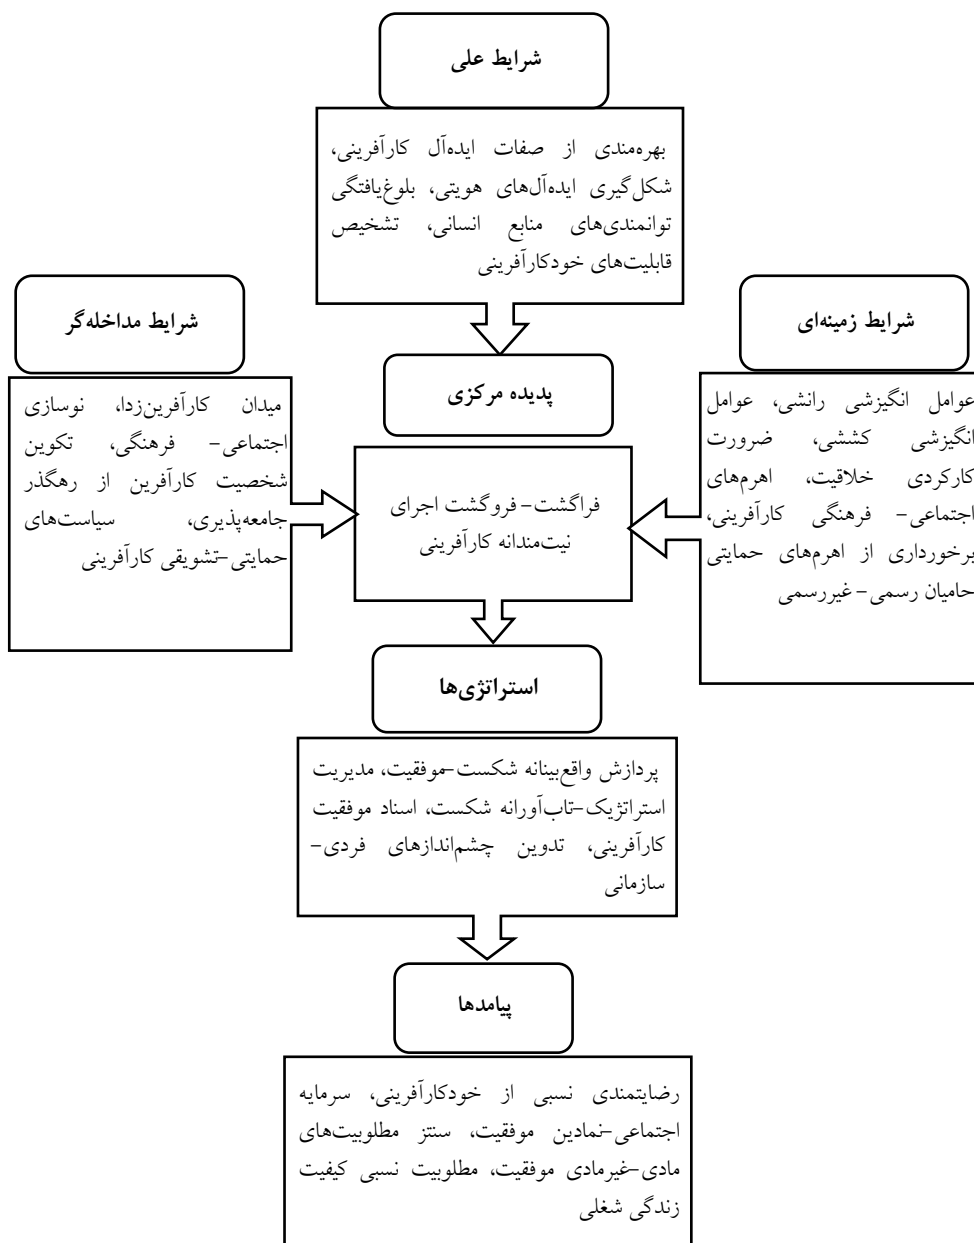 شرایط علی
بهره‌مندی از صفات ایده‌آل کارآفرینی،
شکل‌گیری ایده‌آل‌های هویتی، بلوغ‌یافتگی
توانمندی‌های منابع انسانی، تشخیص
قابلیت‌های خودکارآفرینی
شرایط زمینه‌ای
عوامل انگیزشی رانشی، عوامل
انگیزشی کششی، ضرورت
کارکردی خلاقیت، اهرم‌های
اجتماعی- فرهنگی کارآفرینی،
برخورداری از اهرم‌های حمایتی
حامیان رسمی- غیررسمی
پدیده مرکزی
فراگشت- فروگشت اجرای
نیت‌مندانه کارآفرینی
شرایط مداخله‌گر
میدان کارآفرین‌زدا، نوسازی
اجتماعی- فرهنگی، تکوین
شخصیت کارآفرین از رهگذر
جامعه‌پذیری، سیاست‌های
حمایتی-تشویقی کارآفرینی
استراتژی‌ها
پردازش واقع‌بینانه شکست-موفقیت، مدیریت
استراتژیک-تاب‌آورانه شکست، اسناد موفقیت
کارآفرینی، تدوین چشم‌اندازهای فردی-
سازمانی
پیامدها
رضایتمندی نسبی از خودکارآفرینی، سرمایه
اجتماعی-نمادین موفقیت، سنتز مطلوبیت‌های
مادی-غیرمادی موفقیت، مطلوبیت نسبی کیفیت
زندگی شغلی